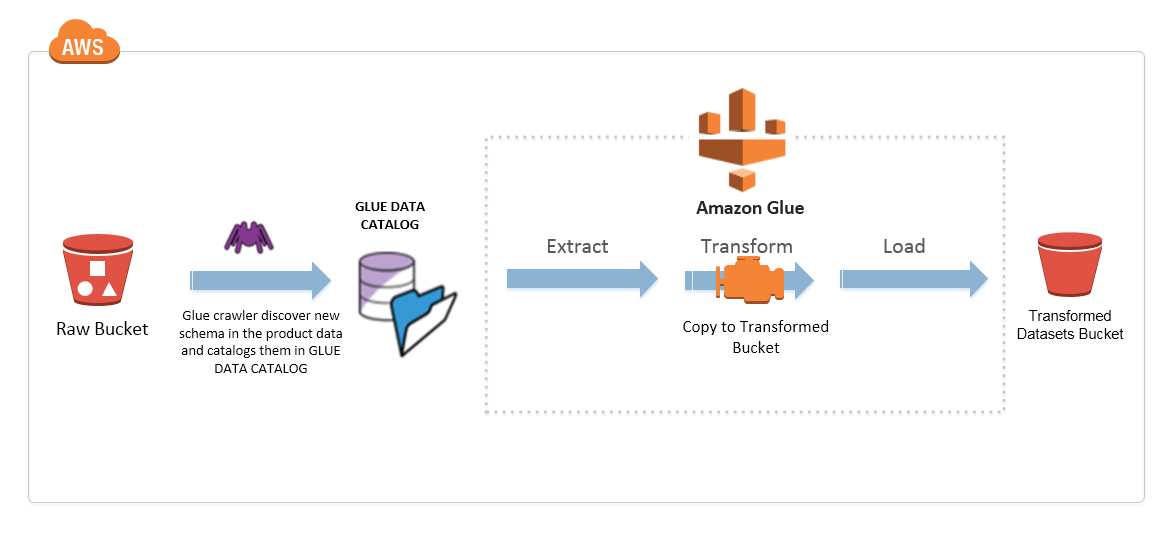 AWS
Raw Bucket
Glue crawler discover new
schema in the product data
and catalogs them in GLUE
DATA CATALOG
GLUE DATA
CATALOG
Amazon Glue
Extract
Transform
Load
Copy to Transformed
Bucket
Transformed
Datasets Bucket